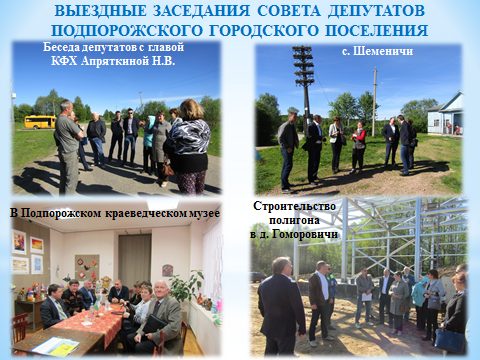 ВЫЕЗДНЫЕ ЗАСЕДАНИЯ СОВЕТА ДЕПУТАТОВ
ПОДПОРОЖСКОГО ГОРОДСКОГО ПОСЕЛЕНИЯ
Беседа депутатов с главой
КФХ Апряткиной Н.В.
с. Шеменичи
В Подпорожском краеведческом музее
Строительство
полигона
в д. Гоморовичи